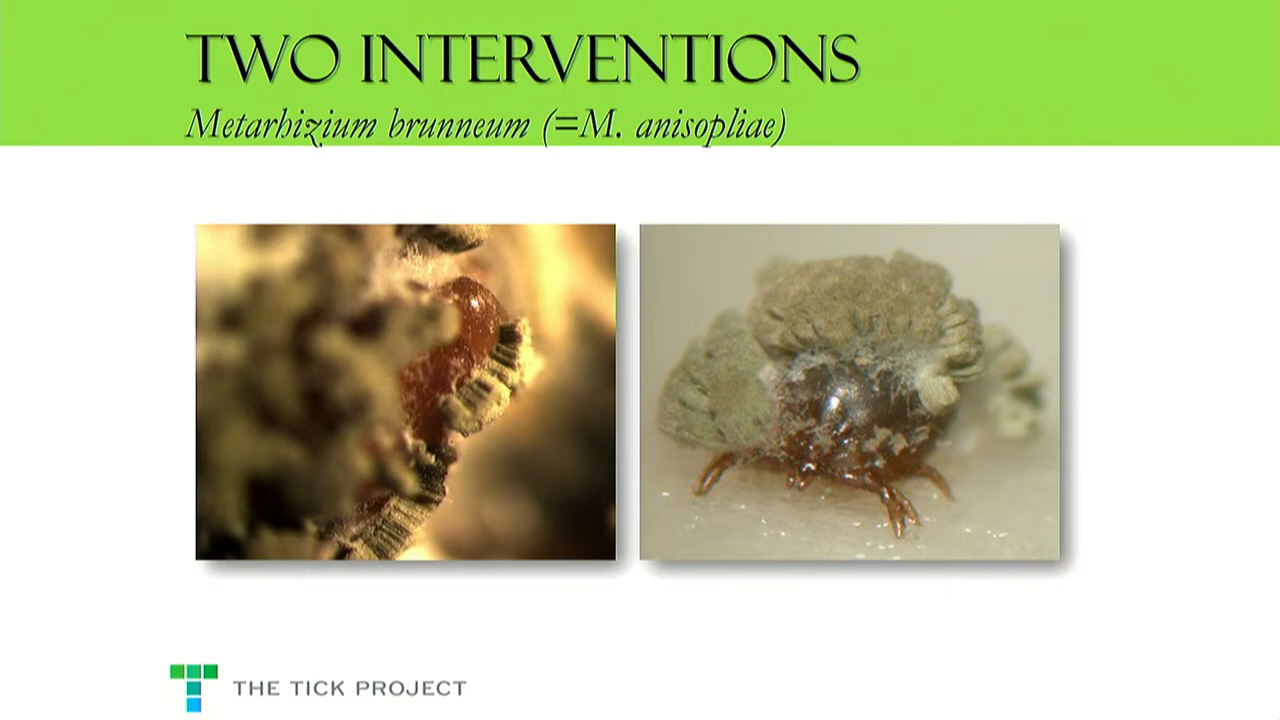 TWO INTERVENTIONS
Metarhizium brunneum (=M. anisopliae)
THE TICK PROJECT